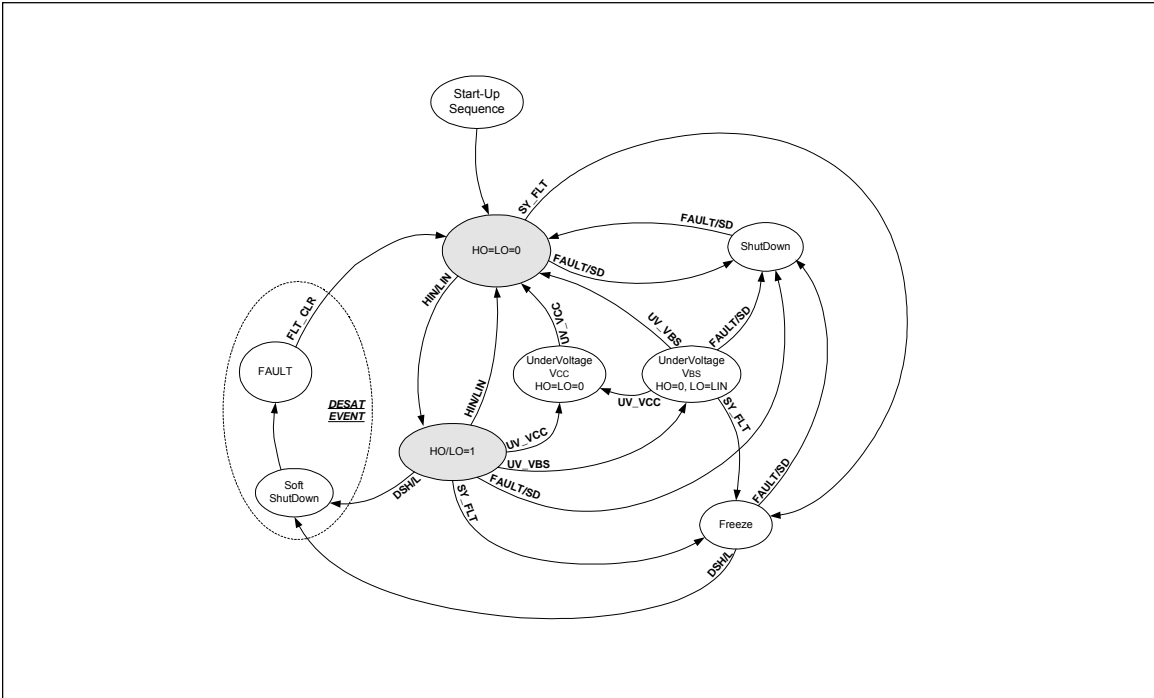 Start-Up
Sequence
SY_FLT
FAULT/SD
HO=LO=0
ShutDown
FAULT/SD
HIN/LIN
FLT_CLR
UV_VCC
UV_VBS
FAULT/SD
FAULT
UnderVoltage
VCC
HO=LO=0
UnderVoltage
VBS
HO=0, LO=LIN
DESAT
EVENT
HIN/LIN
UV_VCC
SY_FLT
HO/LO=1
UV_VCC
UV_VBS
FAULT/SD
FAULT/SD
DSH/L
SY_FLT
Soft
ShutDown
Freeze
DSH/L